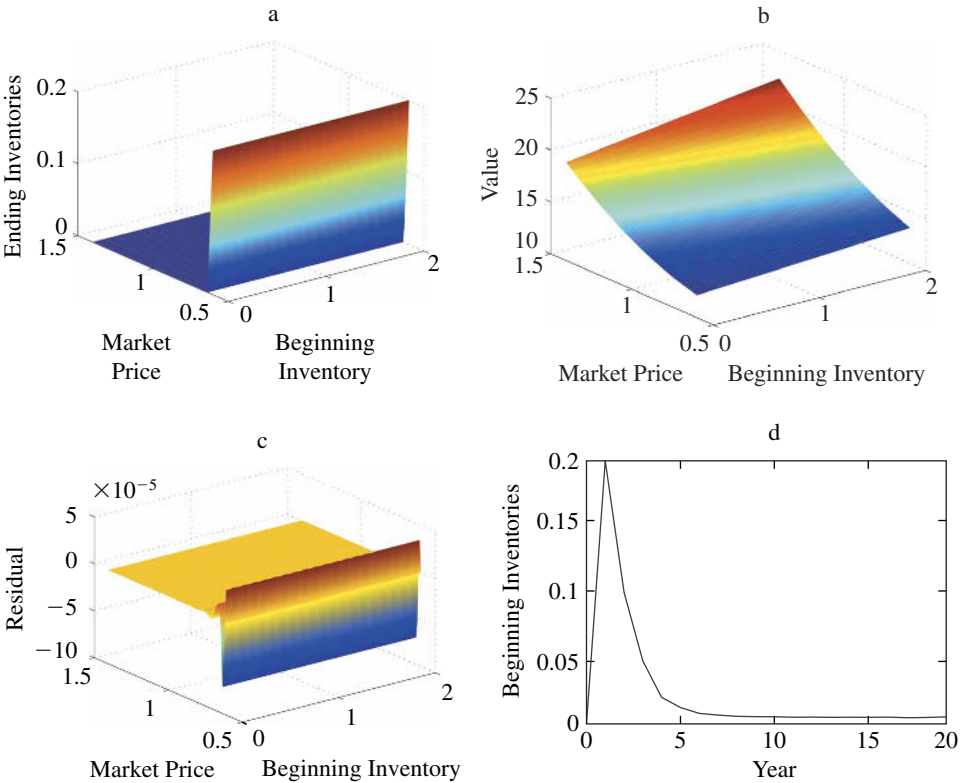 a
Ending Inventories
0.2
0.1
0
1.5
1
0.5
0
1
2
Market
Price
Beginning
Inventory
b
Value
25
20
15
10
1.5
1
0.5
0
1
2
Market Price
Beginning Inventory
c
×10−5
Residual
5
0
−5
−10
1.5
1
0.5
0
1
2
Market Price
Beginning Inventory
d
Beginning Inventories
0.2
0.15
0.1
0.05
0
0
5
10
15
20
Year